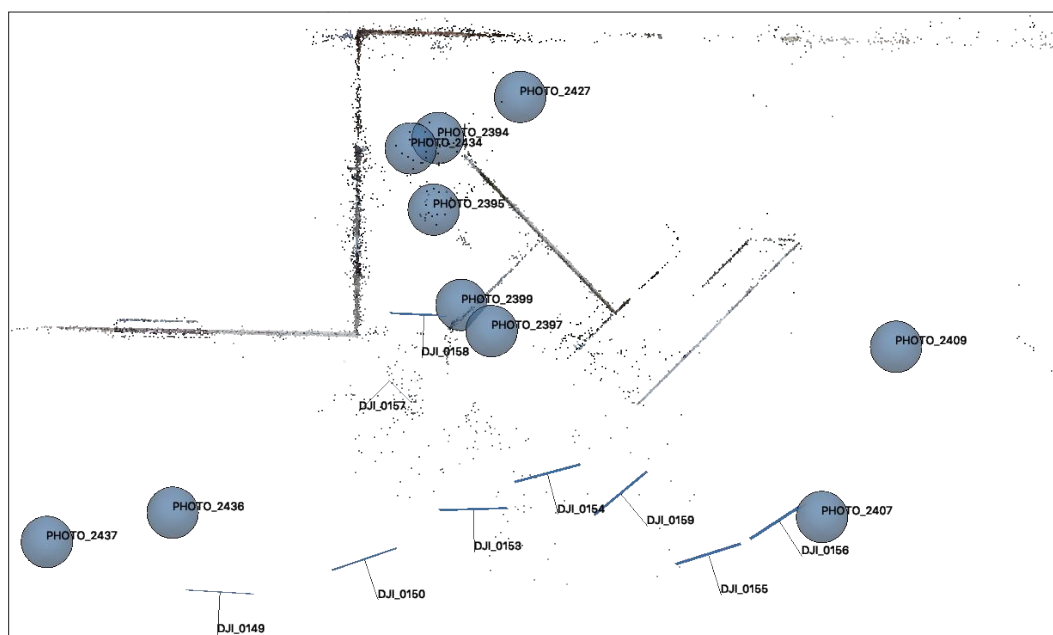 PHOTO_2427
PHOTO_2394
PHOTO_2434
PHOTO_2395
PHOTO_2399
PHOTO_2397
DJI_0158
PHOTO_2409
DJI_0157
PHOTO_2436
PHOTO_2437
DJI_0154
DJI_0159
PHOTO_2407
DJI_0153
DJI_0156
DJI_0150
DJI_0155
DJI_0149